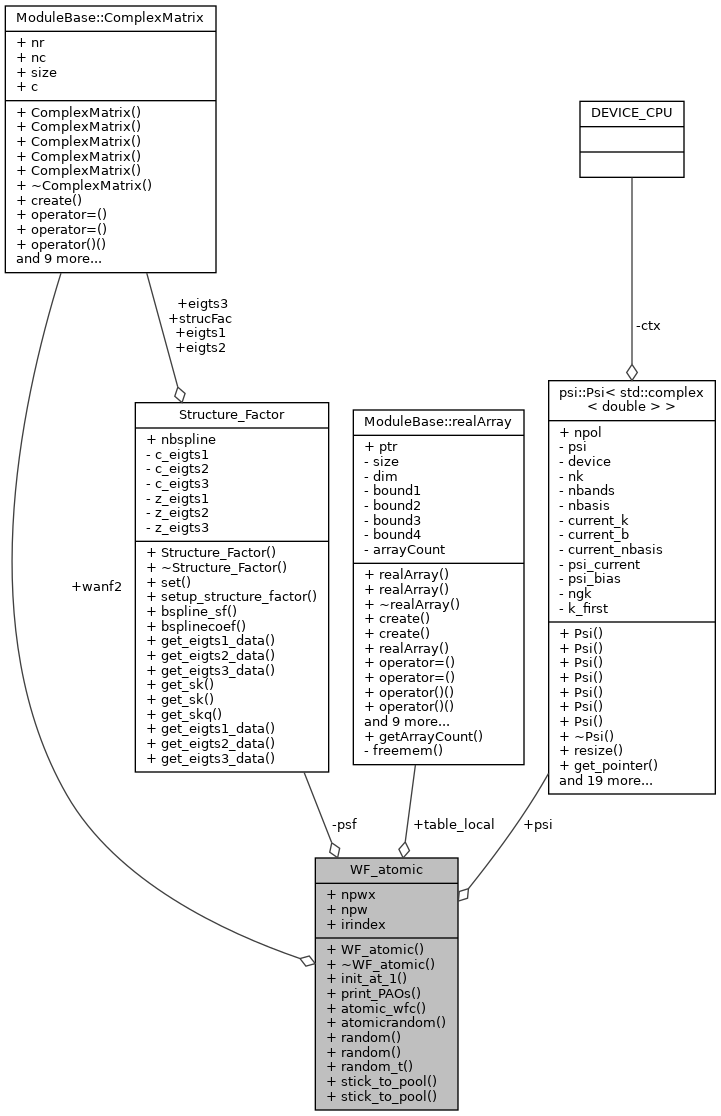 ModuleBase::ComplexMatrix
+ nr
+ nc
+ size
+ c
+ ComplexMatrix()
+ ComplexMatrix()
+ ComplexMatrix()
+ ComplexMatrix()
+ ComplexMatrix()
+ ~ComplexMatrix()
+ create()
+ operator=()
+ operator=()
+ operator()()
and 9 more...
DEVICE_CPU
+eigts3
+strucFac
+eigts1
+eigts2
-ctx
Structure_Factor
+ nbspline
- c_eigts1
- c_eigts2
- c_eigts3
- z_eigts1
- z_eigts2
- z_eigts3
+ Structure_Factor()
+ ~Structure_Factor()
+ set()
+ setup_structure_factor()
+ bspline_sf()
+ bsplinecoef()
+ get_eigts1_data()
+ get_eigts2_data()
+ get_eigts3_data()
+ get_sk()
+ get_sk()
+ get_skq()
+ get_eigts1_data()
+ get_eigts2_data()
+ get_eigts3_data()
ModuleBase::realArray
+ ptr
- size
- dim
- bound1
- bound2
- bound3
- bound4
- arrayCount
+ realArray()
+ realArray()
+ ~realArray()
+ create()
+ create()
+ realArray()
+ operator=()
+ operator=()
+ operator()()
+ operator()()
and 9 more...
+ getArrayCount()
- freemem()
psi::Psi< std::complex
< double > >
+ npol
- psi
- device
- nk
- nbands
- nbasis
- current_k
- current_b
- current_nbasis
- psi_current
- psi_bias
- ngk
- k_first
+ Psi()
+ Psi()
+ Psi()
+ Psi()
+ Psi()
+ Psi()
+ Psi()
+ ~Psi()
+ resize()
+ get_pointer()
and 19 more...
+wanf2
-psf
+table_local
+psi
WF_atomic
+ npwx
+ npw
+ irindex
+ WF_atomic()
+ ~WF_atomic()
+ init_at_1()
+ print_PAOs()
+ atomic_wfc()
+ atomicrandom()
+ random()
+ random()
+ random_t()
+ stick_to_pool()
+ stick_to_pool()